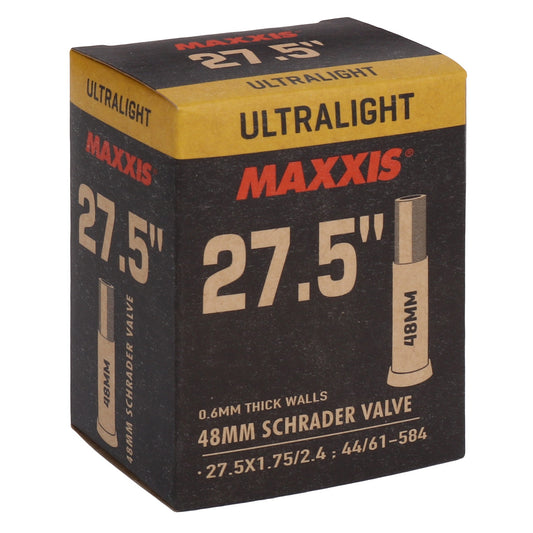 MAXXIS
27.5"
ULTRALIGHT
ULTRALIGHT
MAXXIS®
27.5"
48MM
0.6MM THICK WALLS
48MM SCHRADER VALVE
· 27.5X1.75/2.4 ; 44/61-584
MAXXIS®
27.5"
48MM
48MM SCHRADER VALVE